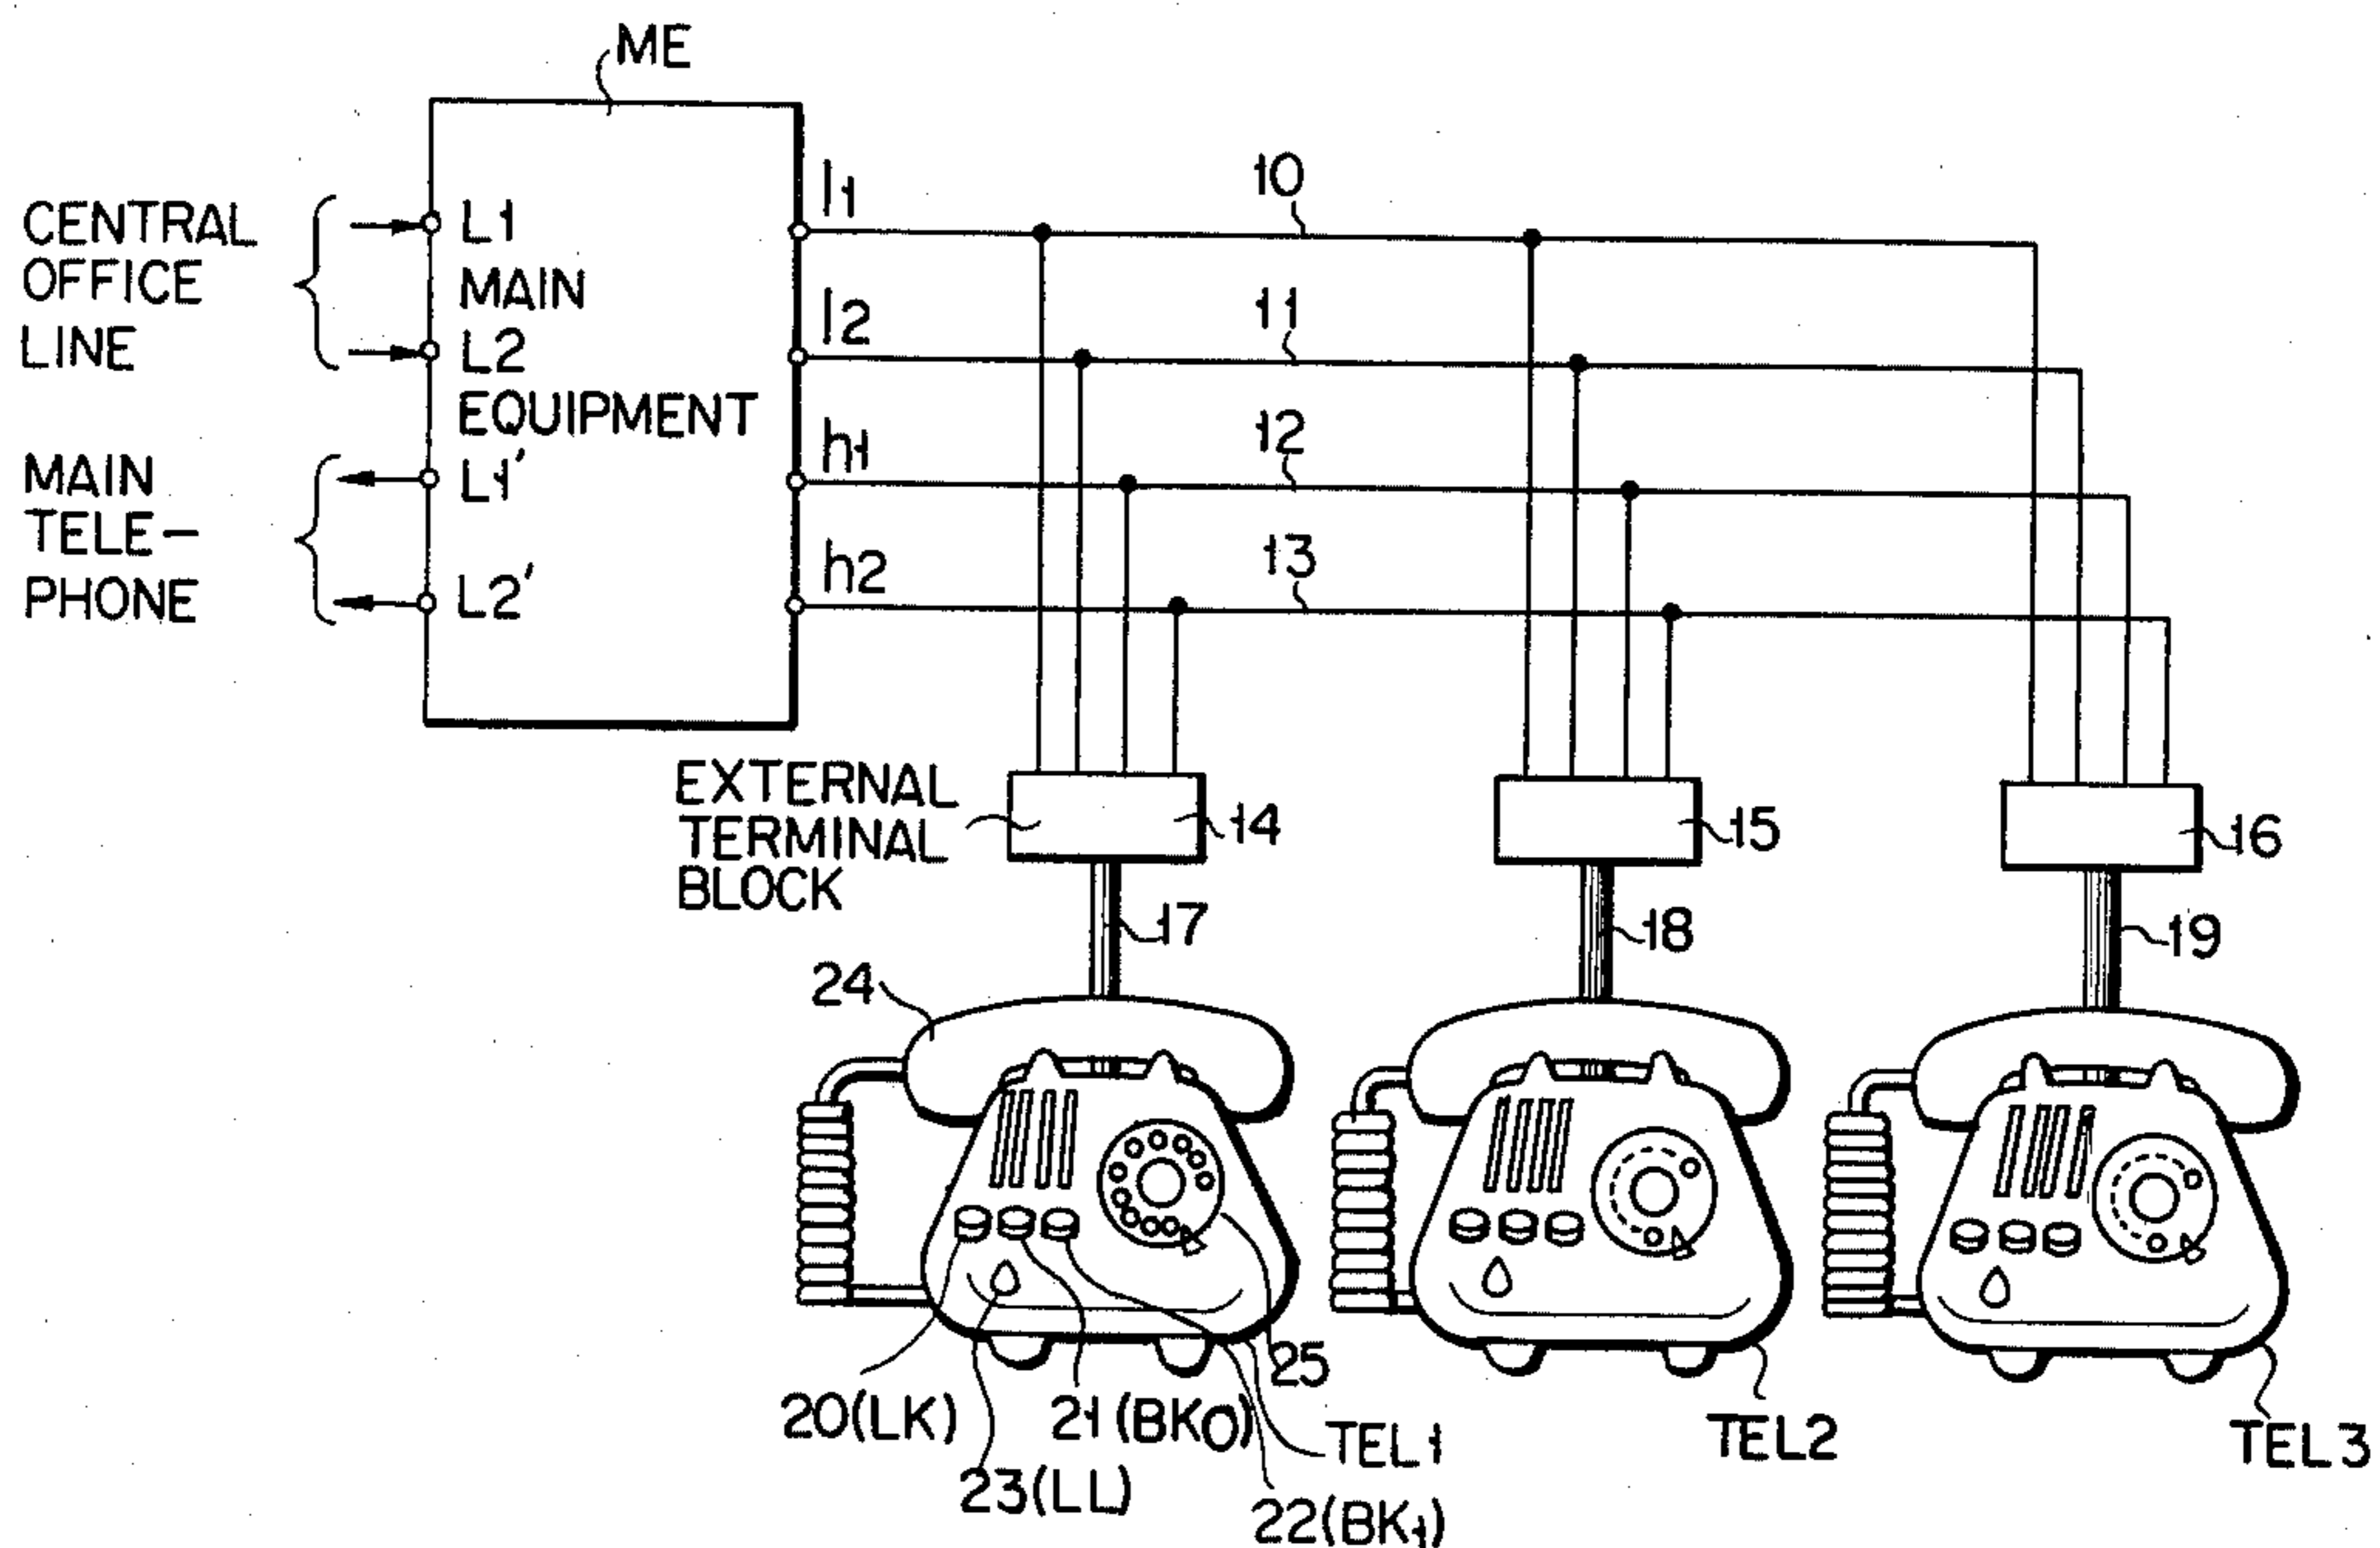 ME
CENTRAL
OFFICE
LINE
L1
MAIN
L2
EQUIPMENT
L1'
L2'
MAIN
TELE-
PHONE
l1
l2
h1
h2
10
11
12
13
EXTERNAL
TERMINAL
BLOCK
14
15
16
17
18
19
24
25
20(LK)
21(BK0)
TEL1
TEL2
TEL3
23(LL)
22(BK1)